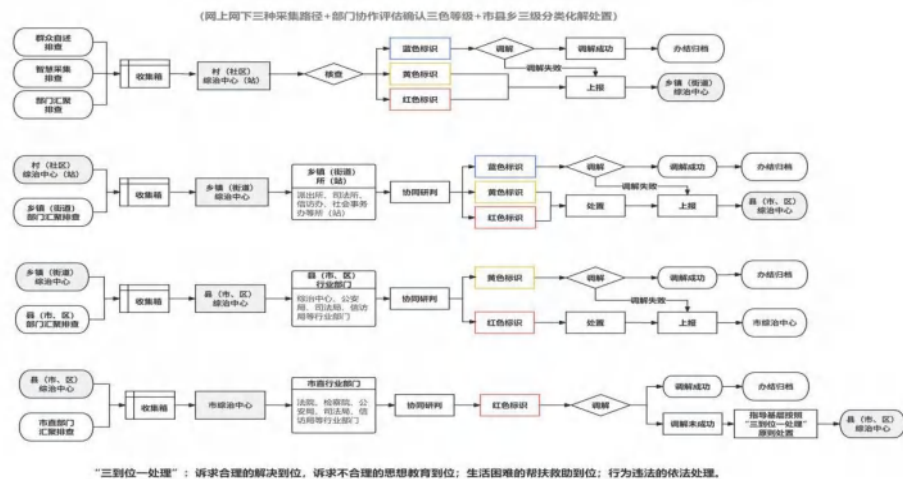 (网上网下三种采集路径+部门协作评估确认三色等级+市县乡三级分类化解处置)
群众自述
排查
智慧采集
排查
部门汇聚
排查
收集箱
村(社区)
综治中心(站)
核查
蓝色标识
黄色标识
红色标识
调解
调解成功
调解失败
上报
办结归档
乡镇(街道)
综治中心
村(社区)
综治中心(站)
乡镇(街道)
部门汇聚排查
收集箱
乡镇(街道)
综治中心
乡镇(街道)
所(站)
派出所、司法所、
信访办、社会事务
办等所(站)
协同研判
蓝色标识
黄色标识
红色标识
调解
处置
调解成功
调解失败
上报
办结归档
县(市、区)
综治中心
乡镇(街道)
综治中心
县(市、区)
部门汇聚排查
收集箱
县(市、区)
综治中心
县(市、区)
行业部门
综治中心、公安
局、司法局、信访
局等行业部门
协同研判
黄色标识
红色标识
调解
处置
调解成功
调解失败
上报
办结归档
市综治中心
县(市、区)
综治中心
市直部门
汇聚排查
收集箱
市综治中心
市直行业部门
法院、检察院、公
安局、司法局、信
访局等行业部门
协同研判
红色标识
调解
调解成功
调解未成功
办结归档
指导基层按照
"三到位一处理"
原则处置
县(市、区)
综治中心
"三到位一处理":诉求合理的解决到位,诉求不合理的思想教育到位;生活困难的帮扶救助到位;行为违法的依法处理。